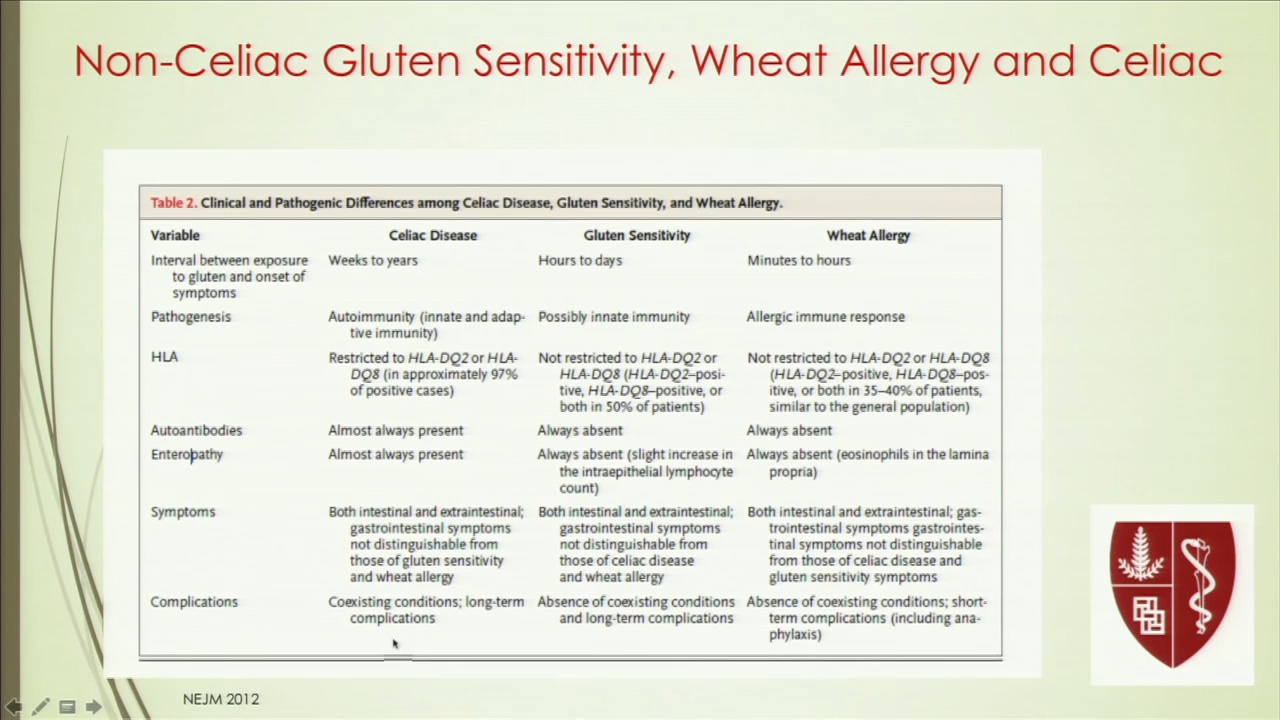 Non-Celiac Gluten Sensitivity, Wheat Allergy and Celiac
Table 2. Clinical and Pathogenic Differences among Celiac Disease, Gluten Sensitivity, and Wheat Allergy.
Variable Celiac Disease Gluten Sensitivity Wheat Allergy
Interval between exposure
to gluten and onset of
symptoms
Weeks to years
Hours to days
Minutes to hours
Pathogenesis
Autoimmunity (innate and adap-
tive immunity)
Possibly innate immunity
Allergic immune response
HLA
Restricted to HLA-DQ2 or HLA-
DQ8 (in approximately 97%
of positive cases)
Not restricted to HLA-DQ2 or
HLA-DQ8 (HLA-DQ2–posi-
tive, HLA-DQ8–positive, or
both in 50% of patients)
Not restricted to HLA-DQ2 or HLA-DQ8
(HLA-DQ2–positive, HLA-DQ8–pos-
itive, or both in 35–40% of patients,
similar to the general population)
Autoantibodies
Almost always present
Always absent
Always absent
Enteropathy
Almost always present
Always absent (slight increase in
the intraepithelial lymphocyte
count)
Always absent (eosinophils in the lamina
propria)
Symptoms
Both intestinal and extraintestinal;
gastrointestinal symptoms
not distinguishable from
those of gluten sensitivity
and wheat allergy
Both intestinal and extraintestinal;
gastrointestinal symptoms
not distinguishable from
those of celiac disease
and wheat allergy
Both intestinal and extraintestinal; gas-
trointestinal symptoms gastrointes-
tinal symptoms not distinguishable
from those of celiac disease and
gluten sensitivity symptoms
Complications
Coexisting conditions; long-term
complications
Absence of coexisting conditions
and long-term complications
Absence of coexisting conditions; short-
term complications (including ana-
phylaxis)
NEJM 2012